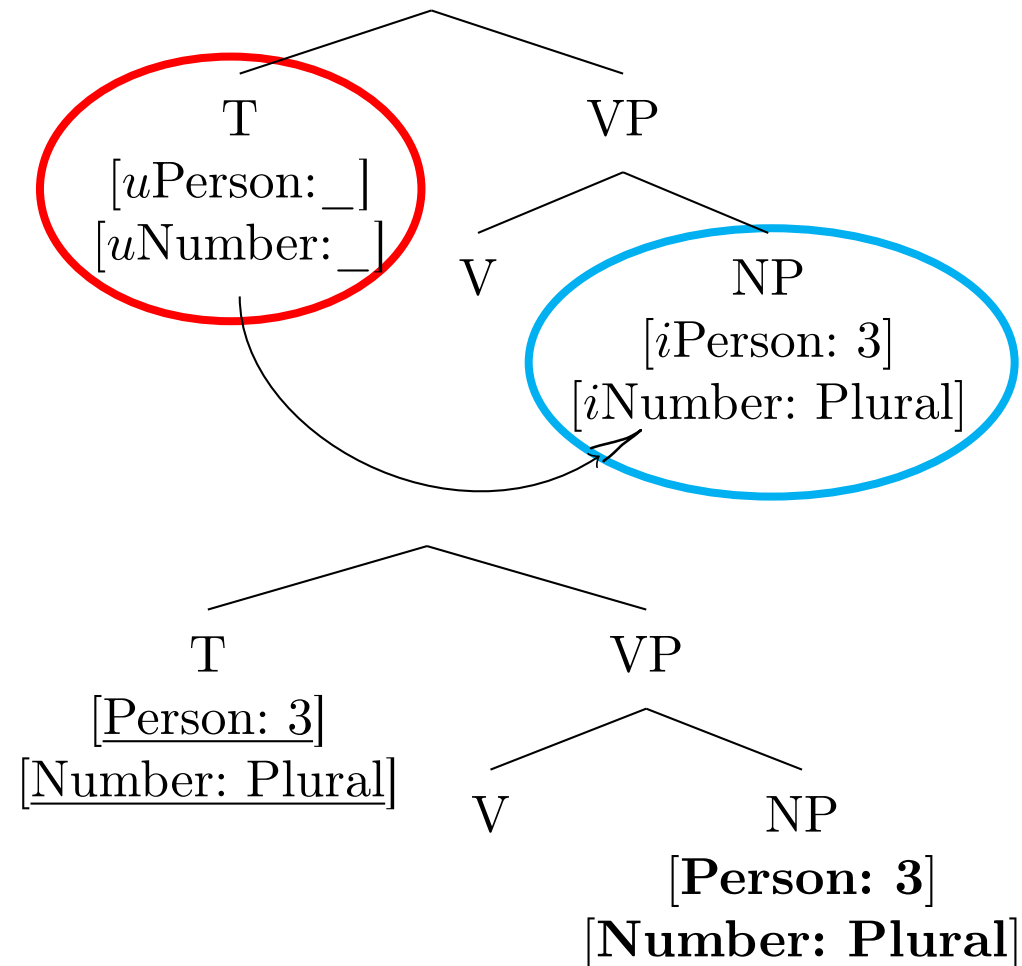 T VP
[uPerson:_]
[uNumber:_]
V NP
[iPerson: 3]
[iNumber: Plural]
T VP
[Person: 3]
[Number: Plural]
V NP
[Person: 3]
[Number: Plural]